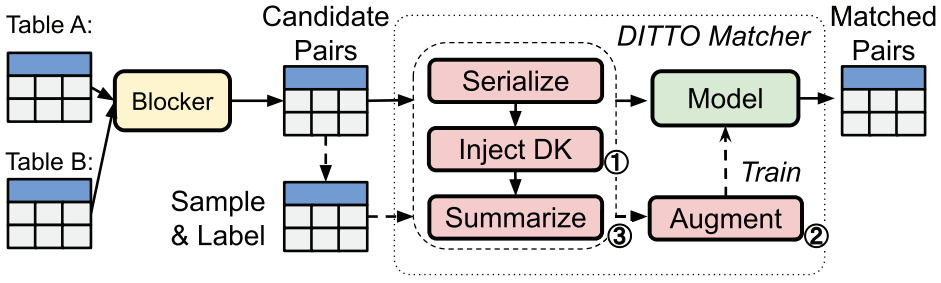 Table A:
Table B:
Blocker
Candidate
Pairs
Sample
& Label
DITTO Matcher
Serialize
Inject DK
①
Summarize
③
Model
Train
Augment
②
Matched
Pairs